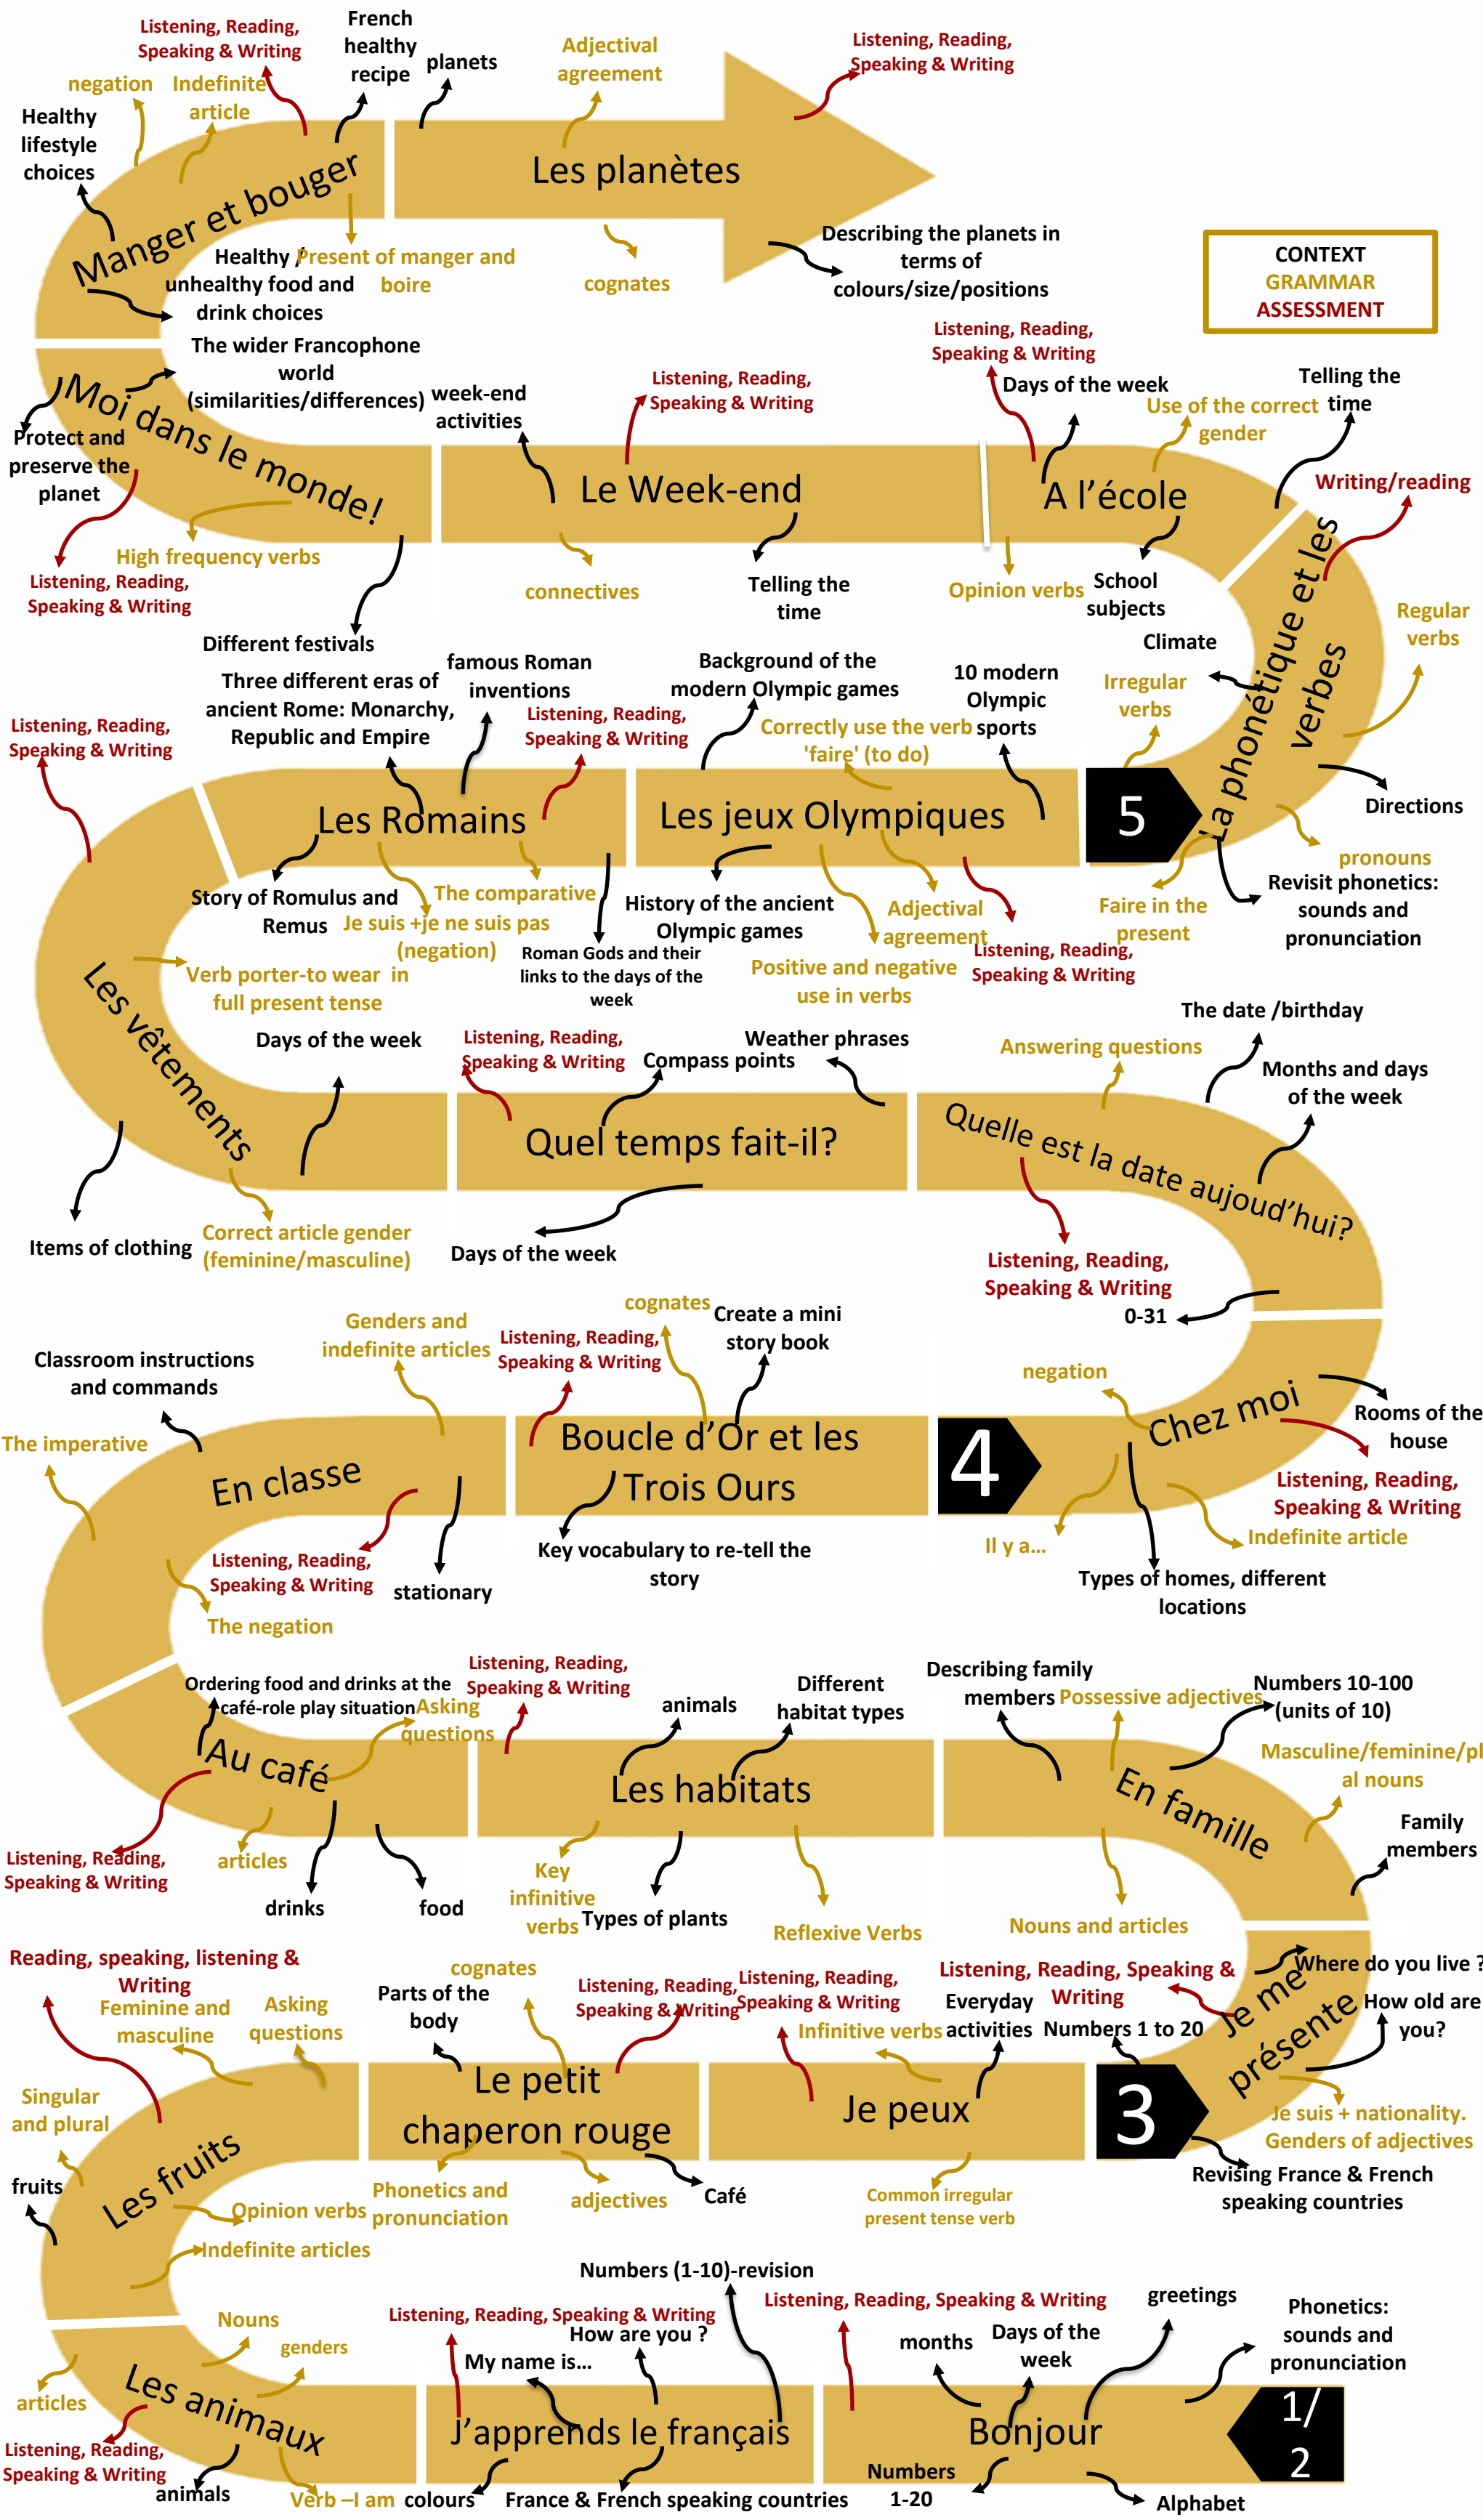 Listening, Reading,
Speaking & Writing
French
healthy
recipe
planets
Adjectival
agreement
Listening, Reading,
Speaking & Writing
negation
Indefinite
article
Healthy
lifestyle
choices
Manger et bouger
Les planètes
Healthy /
unhealthy food and
drink choices
Present of manger and
boire
cognates
Describing the planets in
terms of
colours/size/positions
CONTEXT
GRAMMAR
ASSESSMENT
The wider Francophone
world
(similarities/differences)
Moi dans le monde!
Protect and
preserve the
planet
week-end
activities
Listening, Reading,
Speaking & Writing
Listening, Reading,
Speaking & Writing
Days of the week
Use of the correct
gender
Telling the
time
Le Week-end
A l’école
Writing/reading
High frequency verbs
Listening, Reading,
Speaking & Writing
Different festivals
connectives
Telling the
time
Opinion verbs
School
subjects
La phonétique et les
verbes
Climate
Regular
verbs
Irregular
verbs
Three different eras of
ancient Rome: Monarchy,
Republic and Empire
famous Roman
inventions
Listening, Reading,
Speaking & Writing
Background of the
modern Olympic games
Correctly use the verb
'faire' (to do)
10 modern
Olympic
sports
Listening, Reading,
Speaking & Writing
Les Romains
Les jeux Olympiques
5
Directions
pronouns
Revisit phonetics:
sounds and
pronunciation
Faire in the
present
Story of Romulus and
Remus
Je suis +je ne suis pas
(negation)
The comparative
Roman Gods and their
links to the days of the
week
History of the ancient
Olympic games
Positive and negative
use in verbs
Adjectival
agreement
Listening, Reading,
Speaking & Writing
Verb porter-to wear in
full present tense
Les vêtements
Days of the week
Listening, Reading,
Speaking & Writing
Compass points
Weather phrases
Answering questions
The date /birthday
Months and days
of the week
Quel temps fait-il?
Quelle est la date aujoud’hui?
Items of clothing
Correct article gender
(feminine/masculine)
Days of the week
Listening, Reading,
Speaking & Writing
0-31
Classroom instructions
and commands
Genders and
indefinite articles
Listening, Reading,
Speaking & Writing
cognates
Create a mini
story book
negation
Chez moi
Rooms of the
house
The imperative
En classe
Boucle d’Or et les
Trois Ours
4
Listening, Reading,
Speaking & Writing
Indefinite article
Il y a…
Types of homes, different
locations
Listening, Reading,
Speaking & Writing
stationary
Key vocabulary to re-tell the
story
The negation
Ordering food and drinks at the
café-role play situation
Asking
questions
Listening, Reading,
Speaking & Writing
animals
Different
habitat types
Describing family
members
Possessive adjectives
Numbers 10-100
(units of 10)
Masculine/feminine/pl
al nouns
Au café
Les habitats
En famille
Family
members
Listening, Reading,
Speaking & Writing
articles
drinks
food
Key
infinitive
verbs
Types of plants
Reflexive Verbs
Nouns and articles
Reading, speaking, listening &
Writing
Feminine and
masculine
Asking
questions
Parts of the
body
cognates
Listening, Reading,
Speaking & Writing
Listening, Reading,
Speaking & Writing
Infinitive verbs
Everyday
activities
Listening, Reading, Speaking &
Writing
Numbers 1 to 20
Je me
présente
Where do you live ?
How old are
you?
Singular
and plural
fruits
Les fruits
Le petit
chaperon rouge
Je peux
3
Je suis + nationality.
Genders of adjectives
Revising France & French
speaking countries
Opinion verbs
Indefinite articles
Phonetics and
pronunciation
adjectives
Café
Common irregular
present tense verb
Nouns
genders
articles
Les animaux
Listening, Reading,
Speaking & Writing
animals
Verb –I am
Numbers (1-10)-revision
Listening, Reading, Speaking & Writing
How are you ?
My name is…
J’apprends le français
colours
France & French speaking countries
Listening, Reading, Speaking & Writing
months
Days of the
week
greetings
Phonetics:
sounds and
pronunciation
Bonjour
1/
2
Numbers
1-20
Alphabet